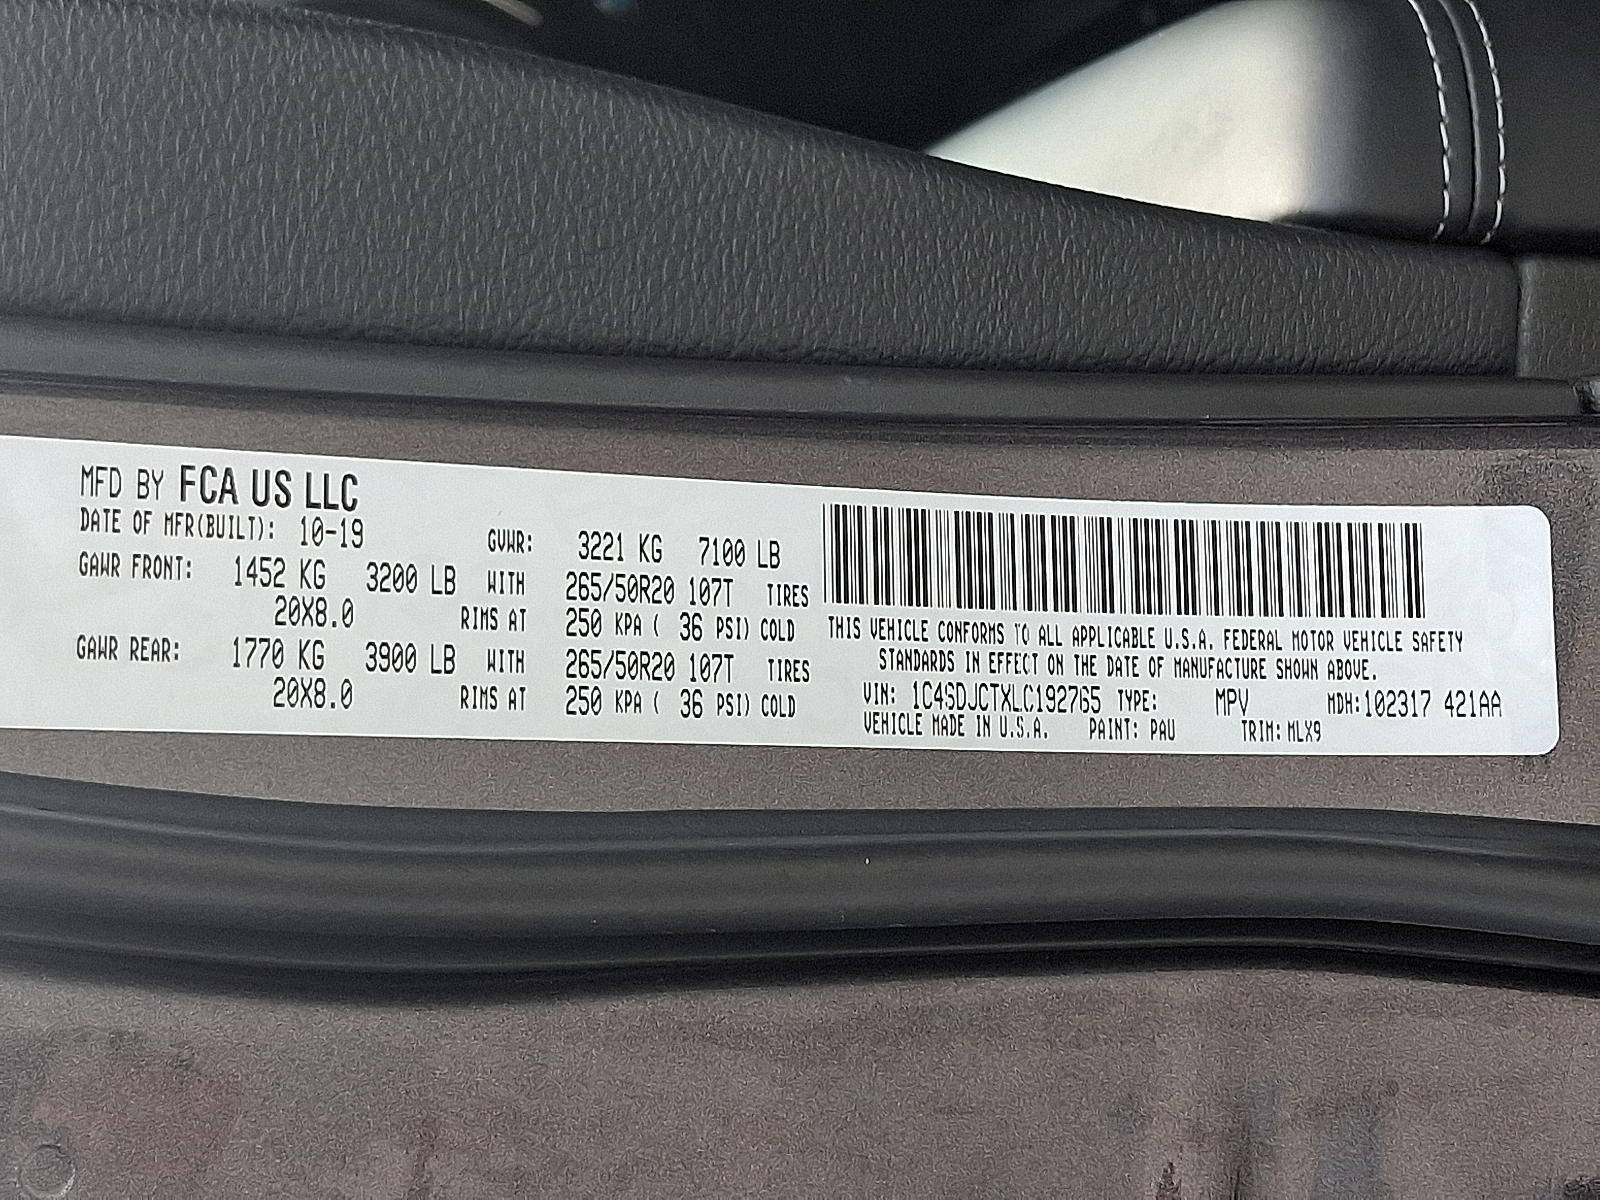 MFD BY FCA US LLC
DATE OF MFR(BUILT): 10-19 GVWR: 3221 KG 7100 LB
GAWR FRONT: 1452 KG 3200 LB WITH 265/50R20 107T TIRES
20X8.0 RIMS AT 250 KPA ( 36 PSI) COLD
GAWR REAR: 1770 KG 3900 LB WITH 265/50R20 107T TIRES
20X8.0 RIMS AT 250 KPA ( 36 PSI) COLD
THIS VEHICLE CONFORMS TO ALL APPLICABLE U.S.A. FEDERAL MOTOR VEHICLE SAFETY
STANDARDS IN EFFECT ON THE DATE OF MANUFACTURE SHOWN ABOVE.
VIN: 1C4SDJCTXLC192765 TYPE: MPV MDH:102317 421AA
VEHICLE MADE IN U.S.A. PAINT: PAU TRIM: MLX9